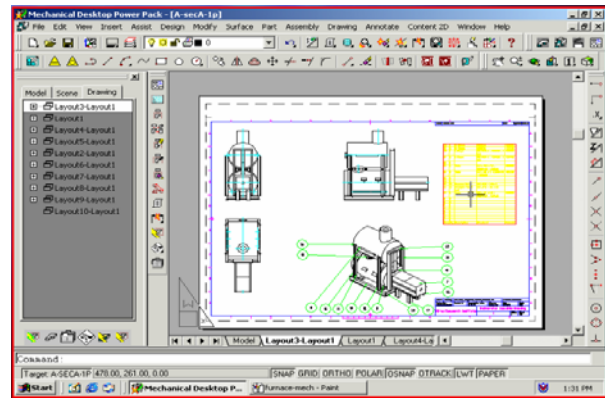 Mechanical Desktop Power Pack - [A-secA-1p]
File Edit View Insert Assist Design Modify Surface Part Assembly Drawing Annotate Content 2D Window Help
Model Scene Drawing
Layout3-Layout1
Layout1
Layout4-Layout1
Layout5-Layout1
Layout2-Layout1
Layout6-Layout1
Layout7-Layout1
Layout8-Layout1
Layout9-Layout1
Layout10-Layout1
Model Layout3-Layout1 Layout1 Layout4-La
Command:
Target: A-SECA-1P 478.00, 261.00, 0.00 SNAP GRID ORTHO POLAR OSNAP OTRACK LWT PAPER
Start Mechanical Desktop P... furnace-mech - Paint 1:31 PM